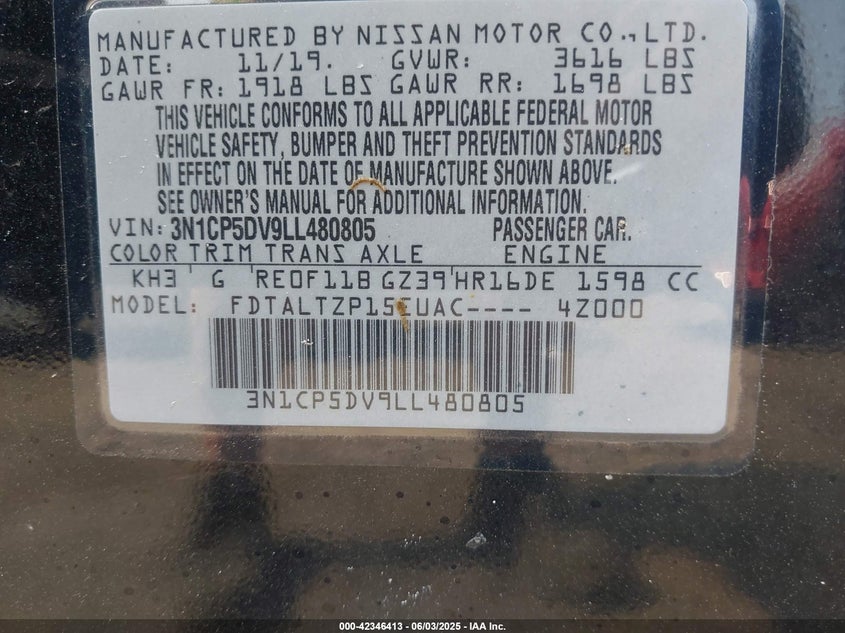 MANUFACTURED BY NISSAN MOTOR CO., LTD.
DATE: 11/19. GVWR: 3616 LBS
GAWR FR: 1918 LBS GAWR RR: 1698 LBS
THIS VEHICLE CONFORMS TO ALL APPLICABLE FEDERAL MOTOR
VEHICLE SAFETY, BUMPER AND THEFT PREVENTION STANDARDS
IN EFFECT ON THE DATE OF MANUFACTURE SHOWN ABOVE.
SEE OWNER'S MANUAL FOR ADDITIONAL INFORMATION.
VIN: 3N1CP5DV9LL480805 PASSENGER CAR.
COLOR TRIM TRANS AXLE ENGINE
KH3 G RE0F11B GZ39 HR16DE 1598 CC
MODEL: FDTALTZP15EUAC---- 4Z000
3N1CP5DV9LL480805
000-42346413 - 06/03/2025 - IAA Inc.